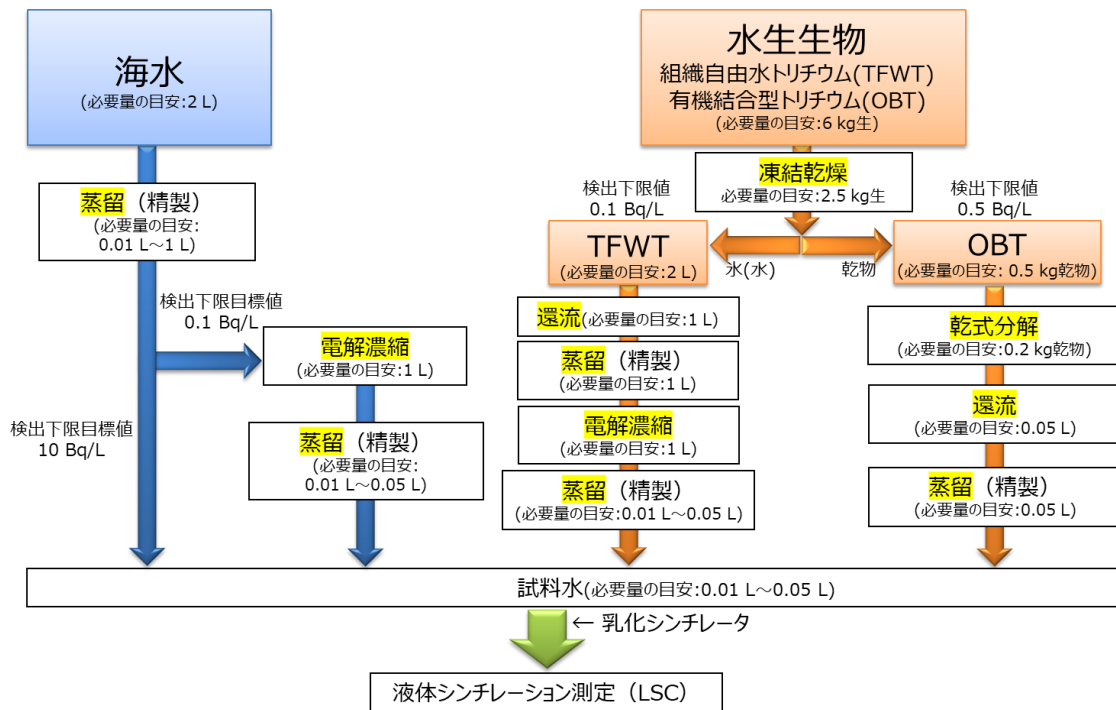 海水
(必要量の目安:2 L)
蒸留（精製）
(必要量の目安:
0.01 L～1 L)
検出下限目標値
0.1 Bq/L
電解濃縮
(必要量の目安:1 L)
検出下限目標値
10 Bq/L
蒸留（精製）
(必要量の目安:
0.01 L～0.05 L)
水生生物
組織自由水トリチウム(TFWT)
有機結合型トリチウム(OBT)
(必要量の目安:6 kg生)
凍結乾燥
必要量の目安:2.5 kg生
検出下限値
0.1 Bq/L
検出下限値
0.5 Bq/L
氷(水)
乾物
TFWT
(必要量の目安:2 L)
還流(必要量の目安:1 L)
蒸留（精製）
(必要量の目安:1 L)
電解濃縮
(必要量の目安:1 L)
蒸留（精製）
(必要量の目安:0.01 L～0.05 L)
OBT
(必要量の目安: 0.5 kg乾物)
乾式分解
(必要量の目安:0.2 kg乾物)
還流
(必要量の目安:0.05 L)
蒸留（精製）
(必要量の目安:0.05 L)
試料水(必要量の目安:0.01 L～0.05 L)
← 乳化シンチレータ
液体シンチレーション測定（LSC）